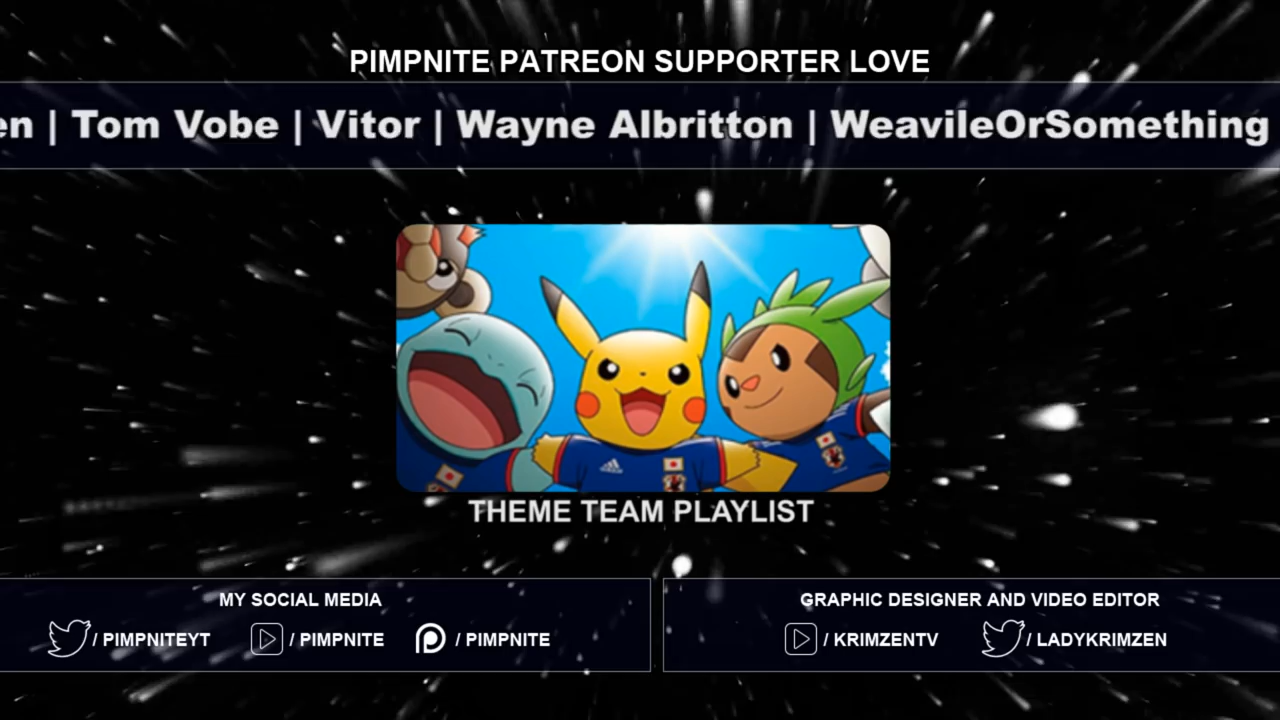 PIMPNITE PATREON SUPPORTER LOVE
en | Tom Vobe | Vitor | Wayne Albritton | WeavileOrSomething
THEME TEAM PLAYLIST
MY SOCIAL MEDIA
/ PIMPNITEYT / PIMPNITE / PIMPNITE
GRAPHIC DESIGNER AND VIDEO EDITOR
/ KRIMZENTV / LADYKRIMZEN